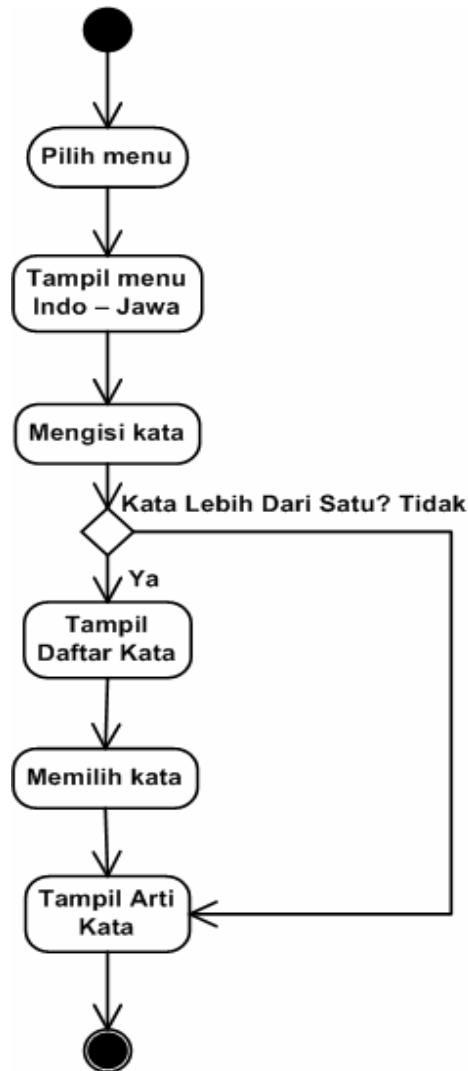 Pilih menu
Tampil menu
Indo – Jawa
Mengisi kata
Kata Lebih Dari Satu? Tidak
Ya
Tampil
Daftar Kata
Memilih kata
Tampil Arti
Kata